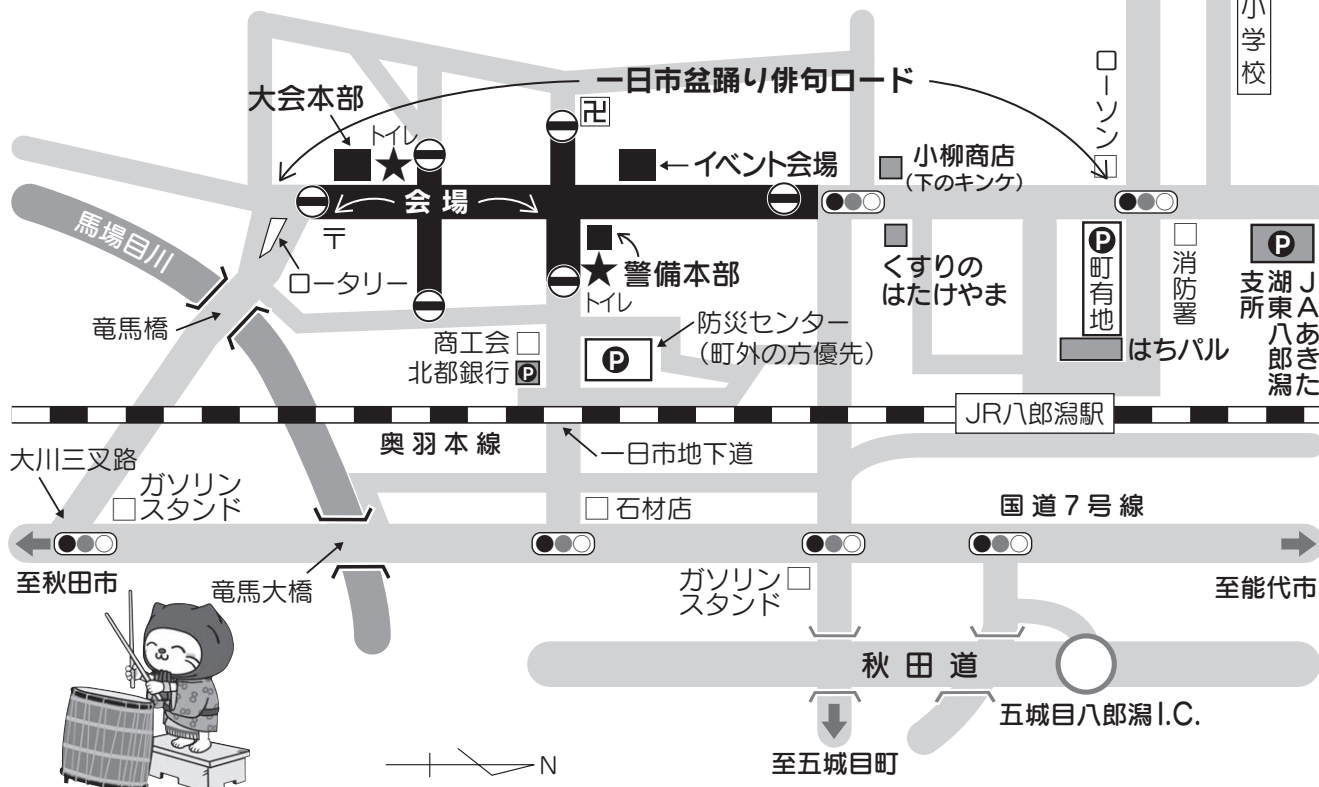 小学校
ローソン
一日市盆踊り俳句ロード
大会本部
トイレ
卍
イベント会場
小柳商店
(下のキンケ)
会場
〒
馬場目川
ロータリー
警備本部
トイレ
くすりの
はたけやま
P
町有地
消防署
P
JAあきた
湖東八郎潟
支所
竜馬橋
商工会
北都銀行 P
P
防災センター
(町外の方優先)
はちパル
JR八郎潟駅
奥羽本線
一日市地下道
大川三叉路
ガソリン
スタンド
石材店
国道7号線
至秋田市
竜馬大橋
ガソリン
スタンド
至能代市
秋田道
五城目八郎潟I.C.
至五城目町
N